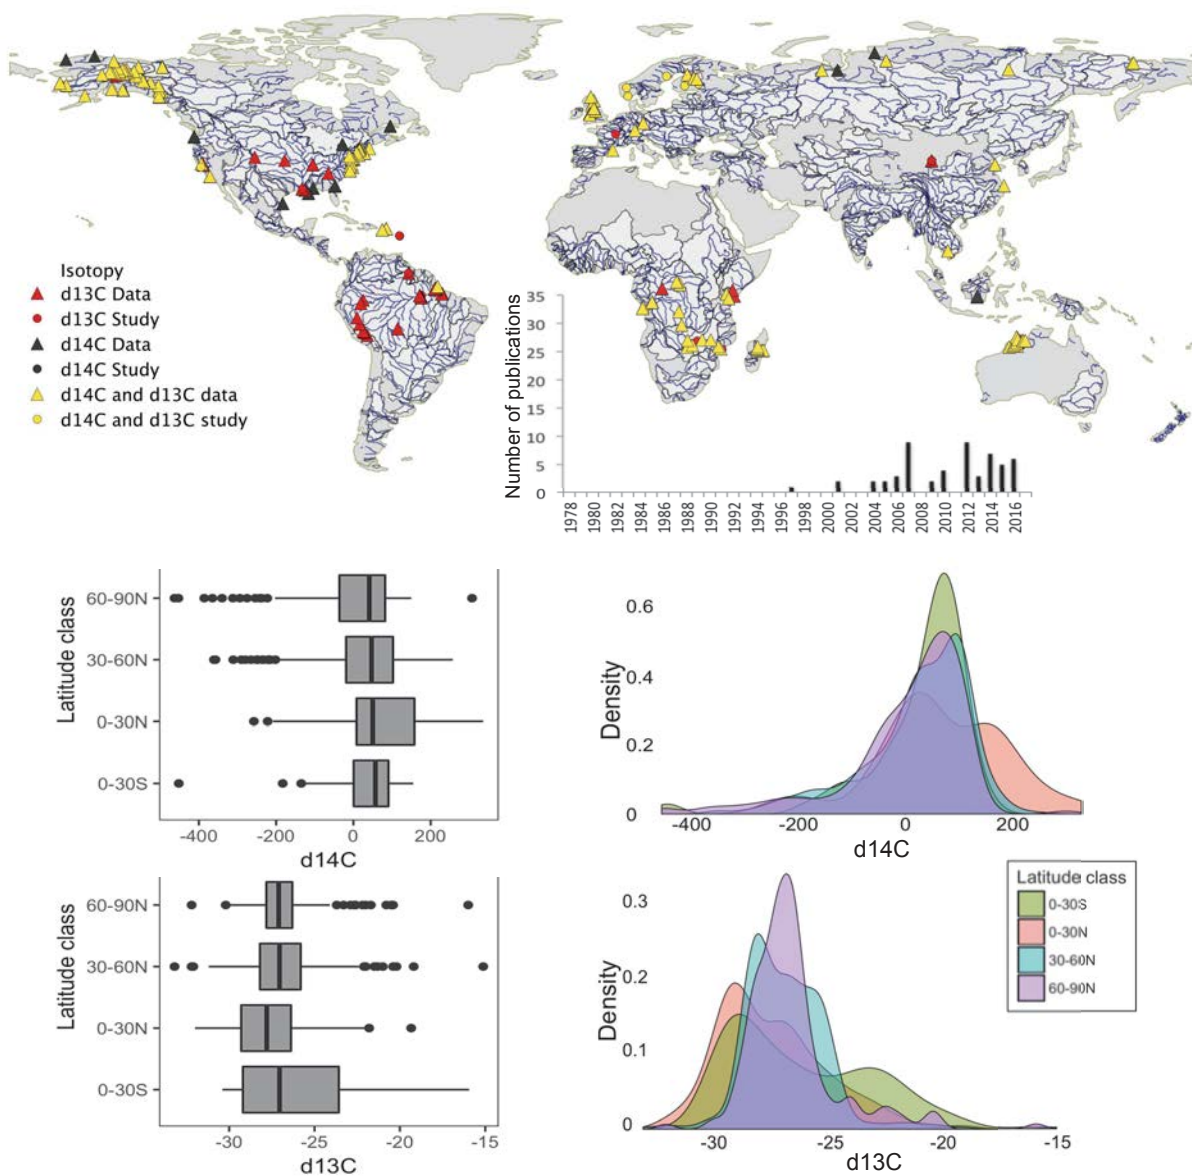 Isotopy
d13C Data
d13C Study
d14C Data
d14C Study
d14C and d13C data
d14C and d13C study
Number of publications
35
30
25
20
15
10
5
0
1978
1980
1982
1984
1986
1988
1990
1992
1994
1996
1998
2000
2002
2004
2006
2008
2010
2012
2014
2016
Latitude class
60-90N
30-60N
0-30N
0-30S
-400
-200
0
200
d14C
Density
0.6
0.4
0.2
0
-400
-200
0
200
d14C
Latitude class
60-90N
30-60N
0-30N
0-30S
-30
-25
-20
-15
d13C
Density
0.3
0.2
0.1
0
-30
-25
-20
-15
d13C
Latitude class
0-30S
0-30N
30-60N
60-90N